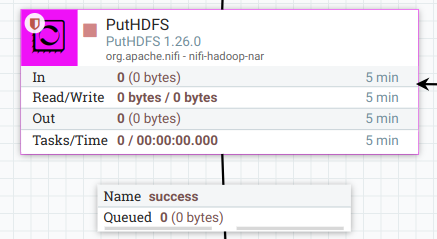 PutHDFS
PutHDFS 1.26.0
org.apache.nifi - nifi-hadoop-nar
In 0 (0 bytes) 5 min
Read/Write 0 bytes / 0 bytes 5 min
Out 0 (0 bytes) 5 min
Tasks/Time 0 / 00:00:00.000 5 min
Name success
Queued 0 (0 bytes)